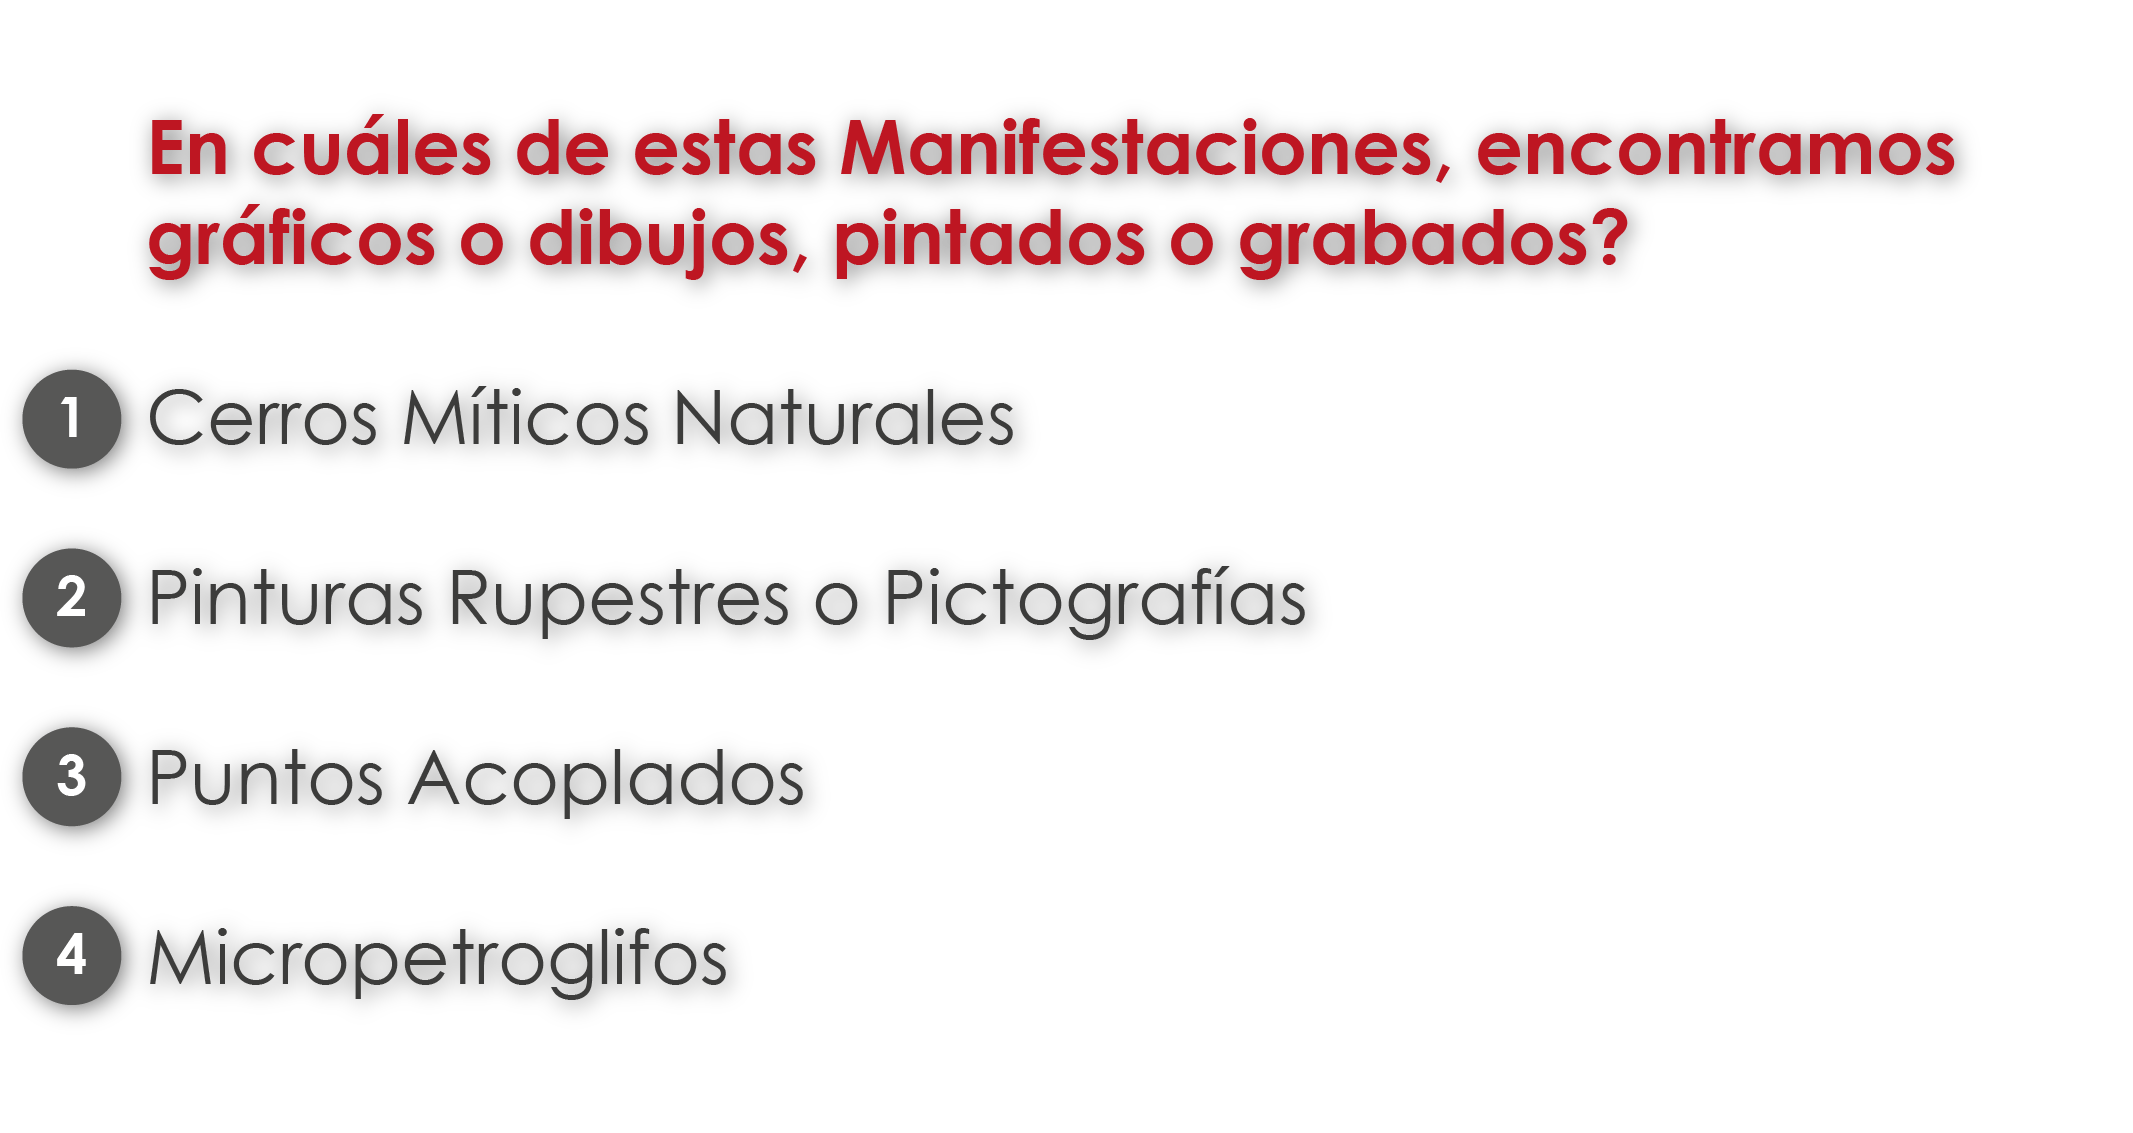 En cuáles de estas Manifestaciones, encontramos
gráficos o dibujos, pintados o grabados?
1 Cerros Míticos Naturales
2 Pinturas Rupestres o Pictografías
3 Puntos Acoplados
4 Micropetroglifos